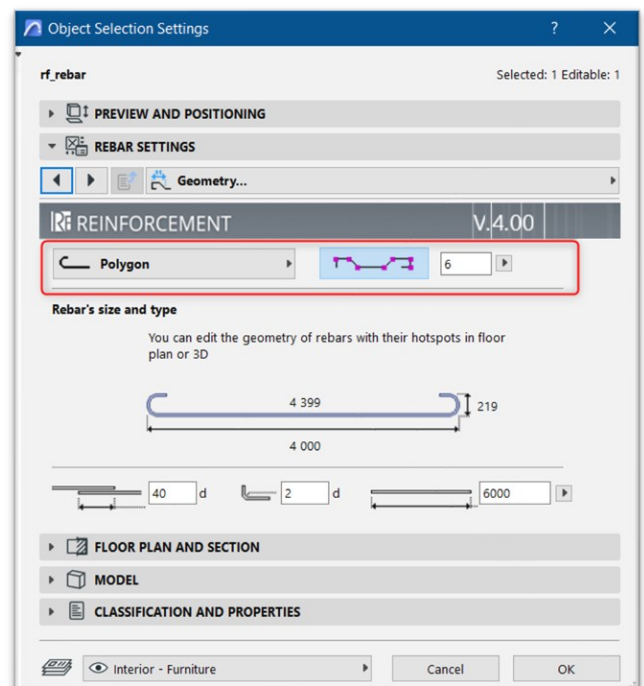 Object Selection Settings ?
rf_rebar Selected: 1 Editable: 1
PREVIEW AND POSITIONING
REBAR SETTINGS
Geometry...
RF REINFORCEMENT V.4.00
Polygon 6
Rebar's size and type
You can edit the geometry of rebars with their hotspots in floor
plan or 3D
4 399 219
4 000
40 d 2 d 6000
FLOOR PLAN AND SECTION
MODEL
CLASSIFICATION AND PROPERTIES
Interior - Furniture Cancel OK